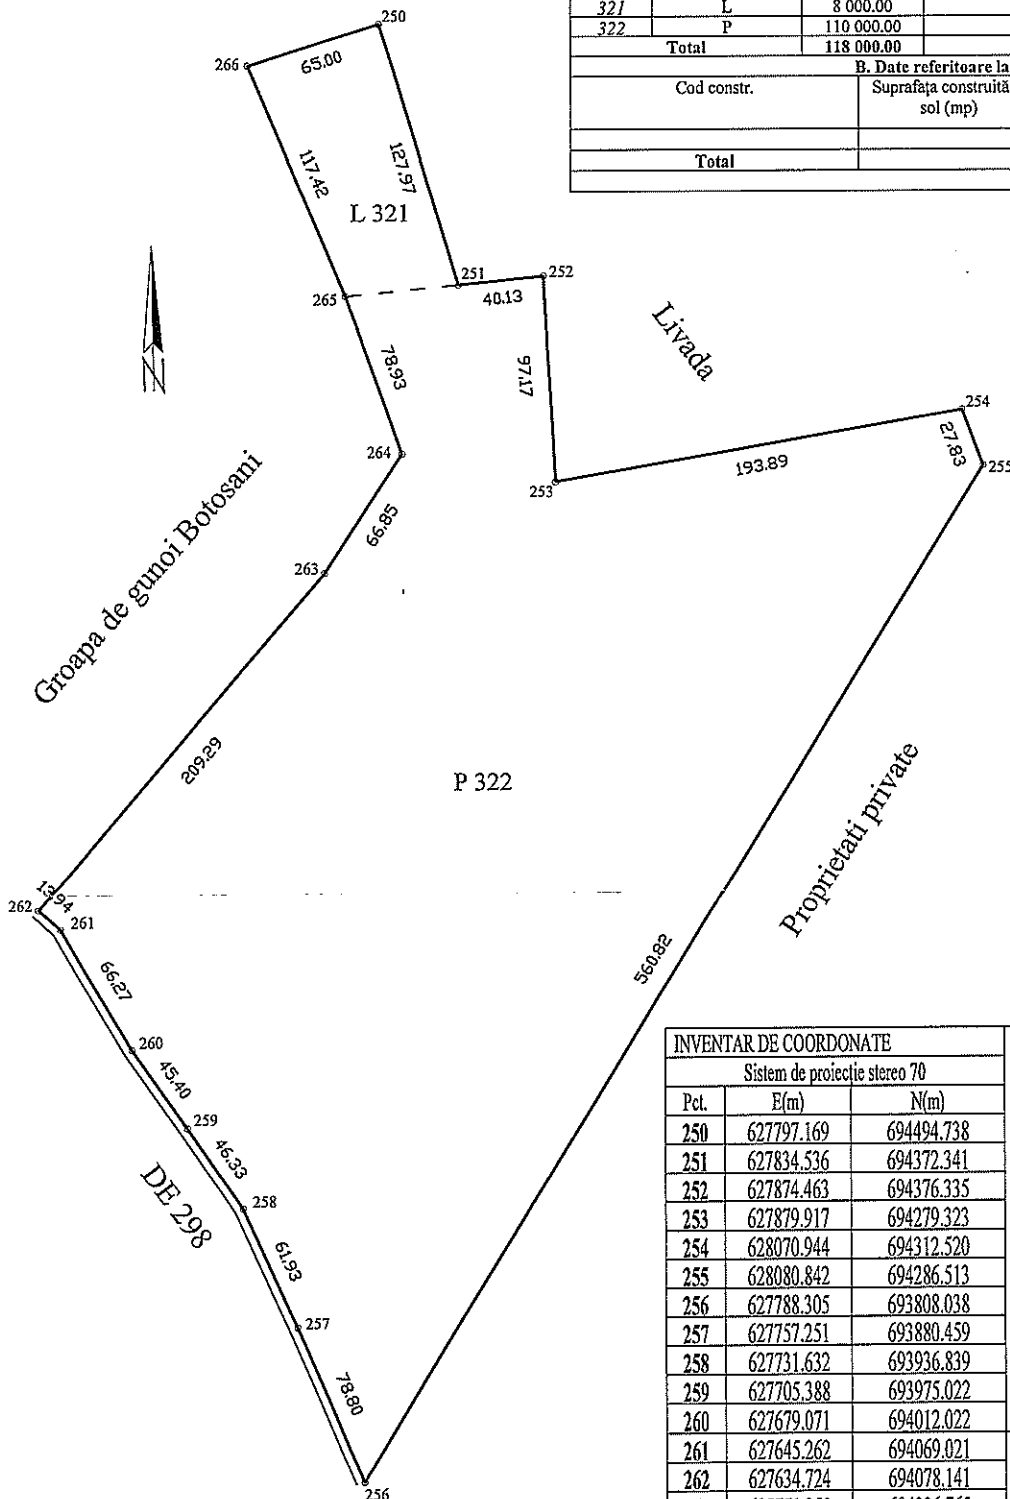 321 L 8 000.00
322 P 110 000.00
Total 118 000.00
B. Date referitoare la
Cod constr. Suprafaţa construită
sol (mp)
Total
250
266
65.00
117.42
127.97
L 321
251
252
265
40.13
Livada
78.93
97.17
254
27.83
264
193.89
255
253
66.85
Groapa de gunoi Botosani
263
209.29
P 322
Proprietati private
13.94
262
261
560.82
66.27
260
45.40
259
46.33
DE 298
258
61.93
257
78.80
256
INVENTAR DE COORDONATE
Sistem de proiecţie stereo 70
Pct. E(m) N(m)
250 627797.169 694494.738
251 627834.536 694372.341
252 627874.463 694376.335
253 627879.917 694279.323
254 628070.944 694312.520
255 628080.842 694286.513
256 627788.305 693808.038
257 627757.251 693880.459
258 627731.632 693936.839
259 627705.388 693975.022
260 627679.071 694012.022
261 627645.262 694069.021
262 627634.724 694078.141